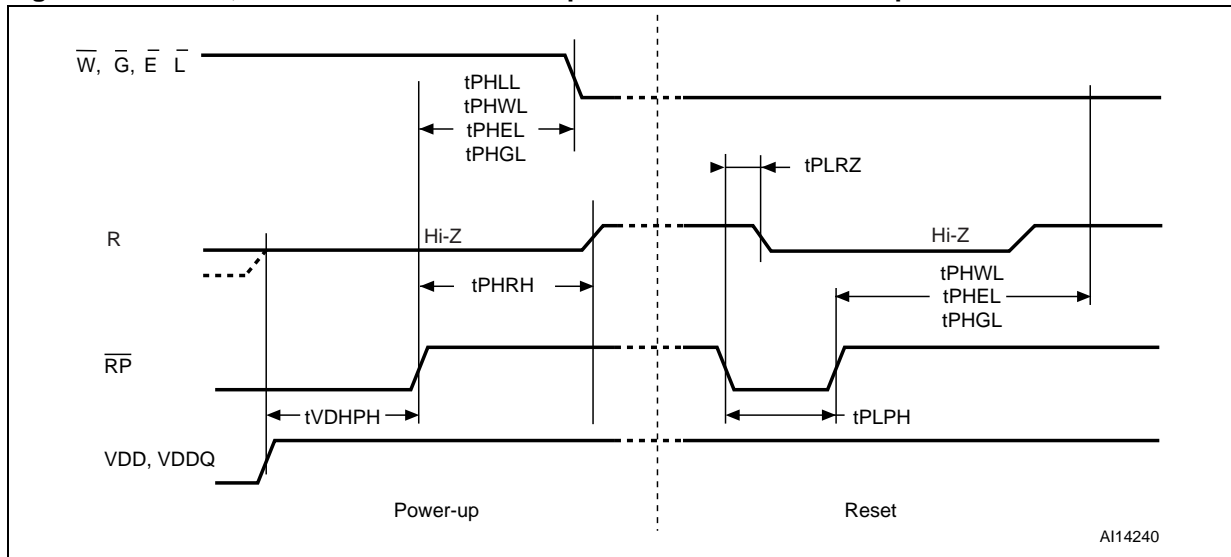 W, G, E L
tPHLL
tPHWL
tPHEL
tPHGL
tPLRZ
R
Hi-Z
Hi-Z
tPHRH
tPHWL
tPHEL
tPHGL
RP
tVDHPH
tPLPH
VDD, VDDQ
Power-up
Reset
AI14240